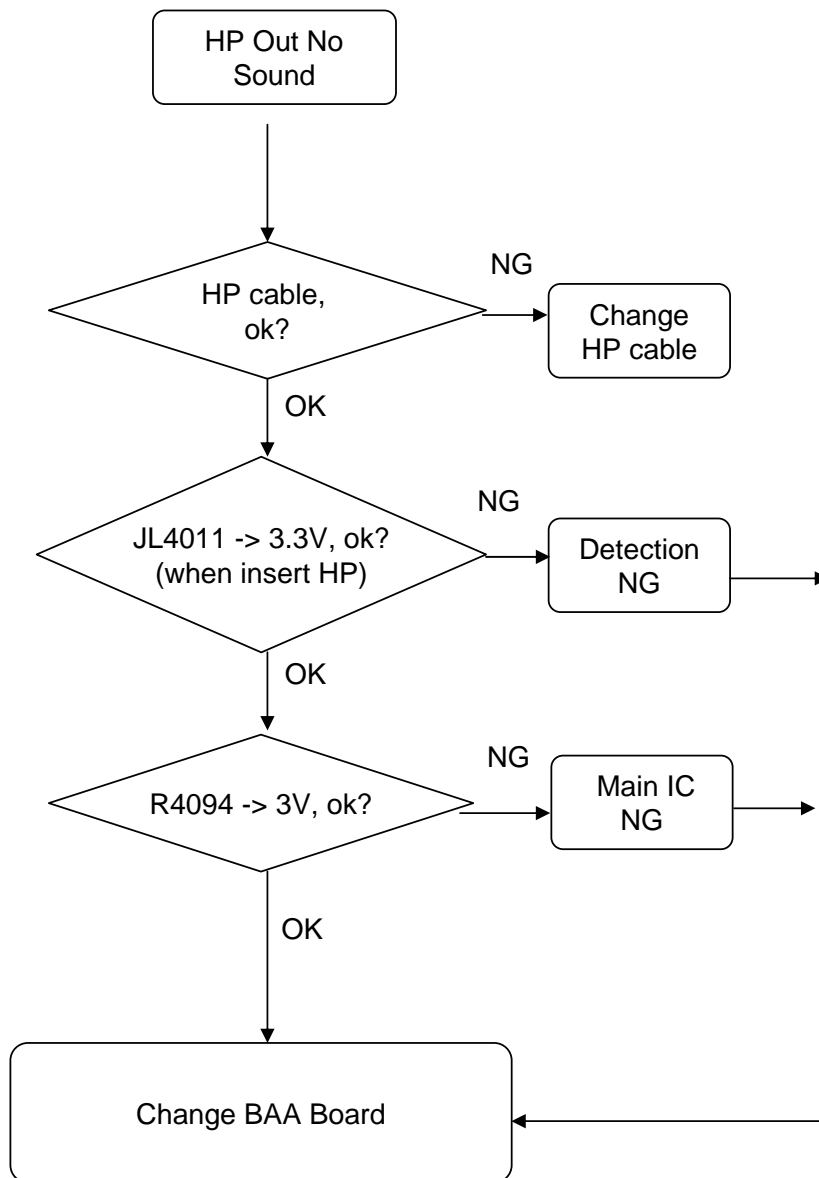 HP Out No
Sound
HP cable,
ok?
NG
Change
HP cable
OK
JL4011 -> 3.3V, ok?
(when insert HP)
NG
Detection
NG
OK
R4094 -> 3V, ok?
NG
Main IC
NG
OK
Change BAA Board